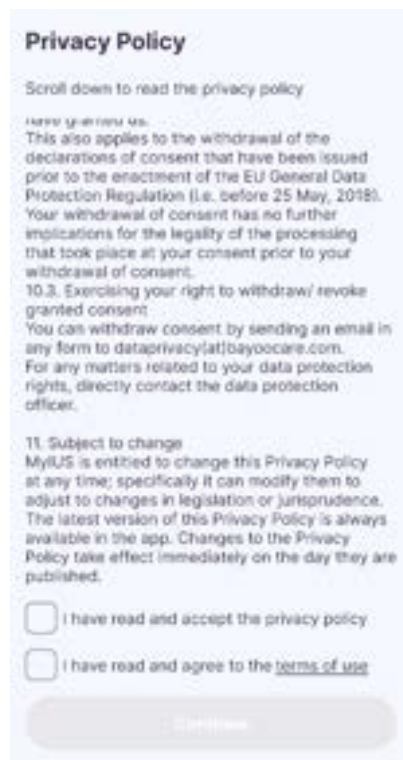 Privacy Policy
Scroll down to read the privacy policy
have granted us.
This also applies to the withdrawal of the
declarations of consent that have been issued
prior to the enactment of the EU General Data
Protection Regulation (i.e. before 25 May, 2018).
Your withdrawal of consent has no further
implications for the legality of the processing
that took place at your consent prior to your
withdrawal of consent.
10.3. Exercising your right to withdraw/ revoke
granted consent
You can withdraw consent by sending an email in
any form to dataprivacy(at)bayoocare.com.
For any matters related to your data protection
rights, directly contact the data protection
officer.
11. Subject to change
MyIUS is entitled to change this Privacy Policy
at any time; specifically it can modify them to
adjust to changes in legislation or jurisprudence.
The latest version of this Privacy Policy is always
available in the app. Changes to the Privacy
Policy take effect immediately on the day they are
published.
I have read and accept the privacy policy
I have read and agree to the terms of use
Continue